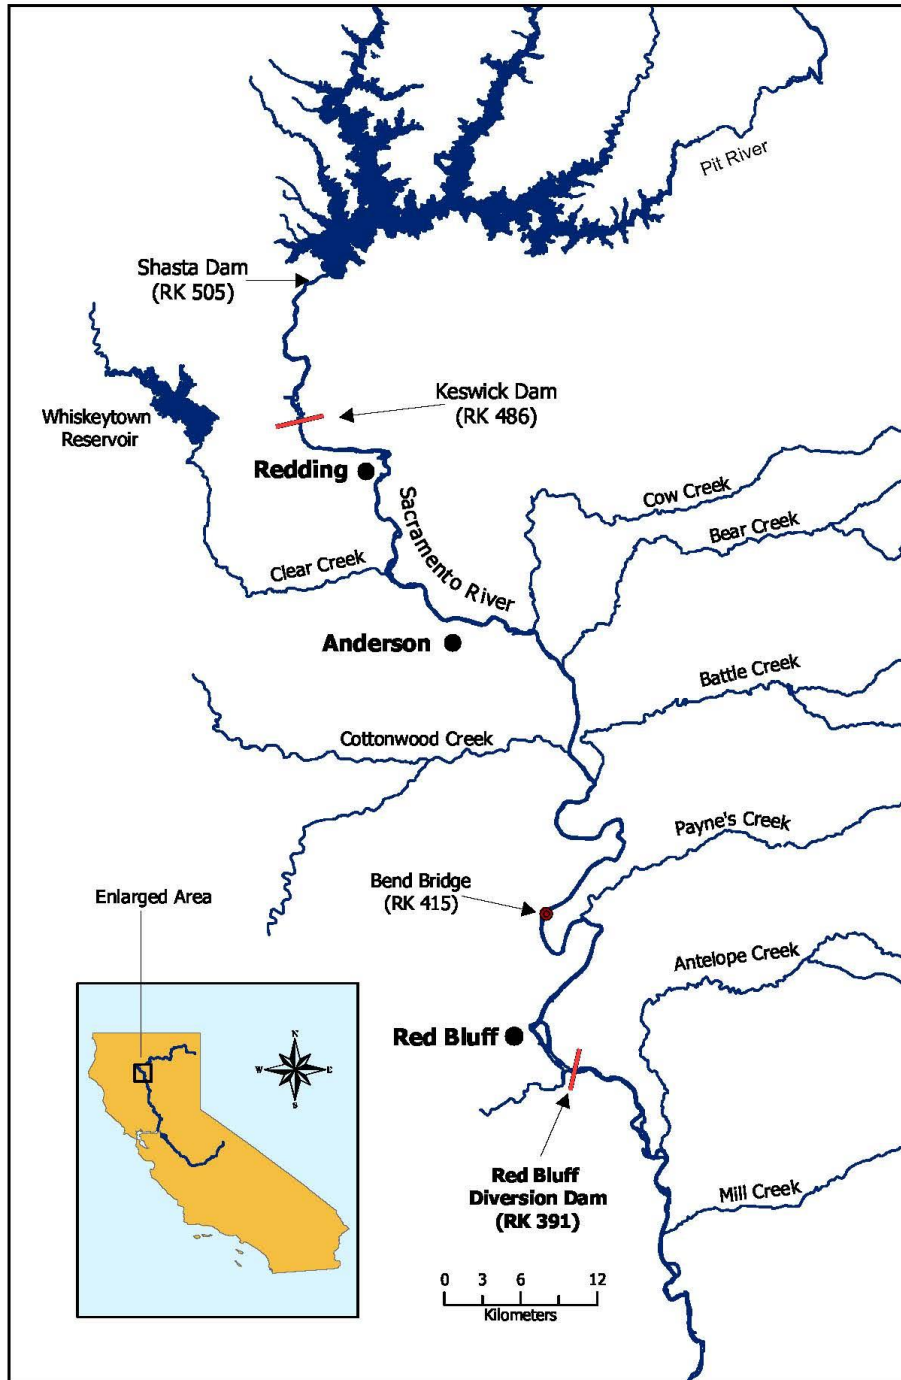 Pit River
Shasta Dam
(RK 505)
Keswick Dam
(RK 486)
Whiskeytown
Reservoir
Redding
Cow Creek
Sacramento River
Bear Creek
Clear Creek
Anderson
Battle Creek
Cottonwood Creek
Payne's Creek
Bend Bridge
(RK 415)
Enlarged Area
Antelope Creek
Red Bluff
N
W
E
S
Red Bluff
Diversion Dam
(RK 391)
Mill Creek
0 3 6 12
Kilometers